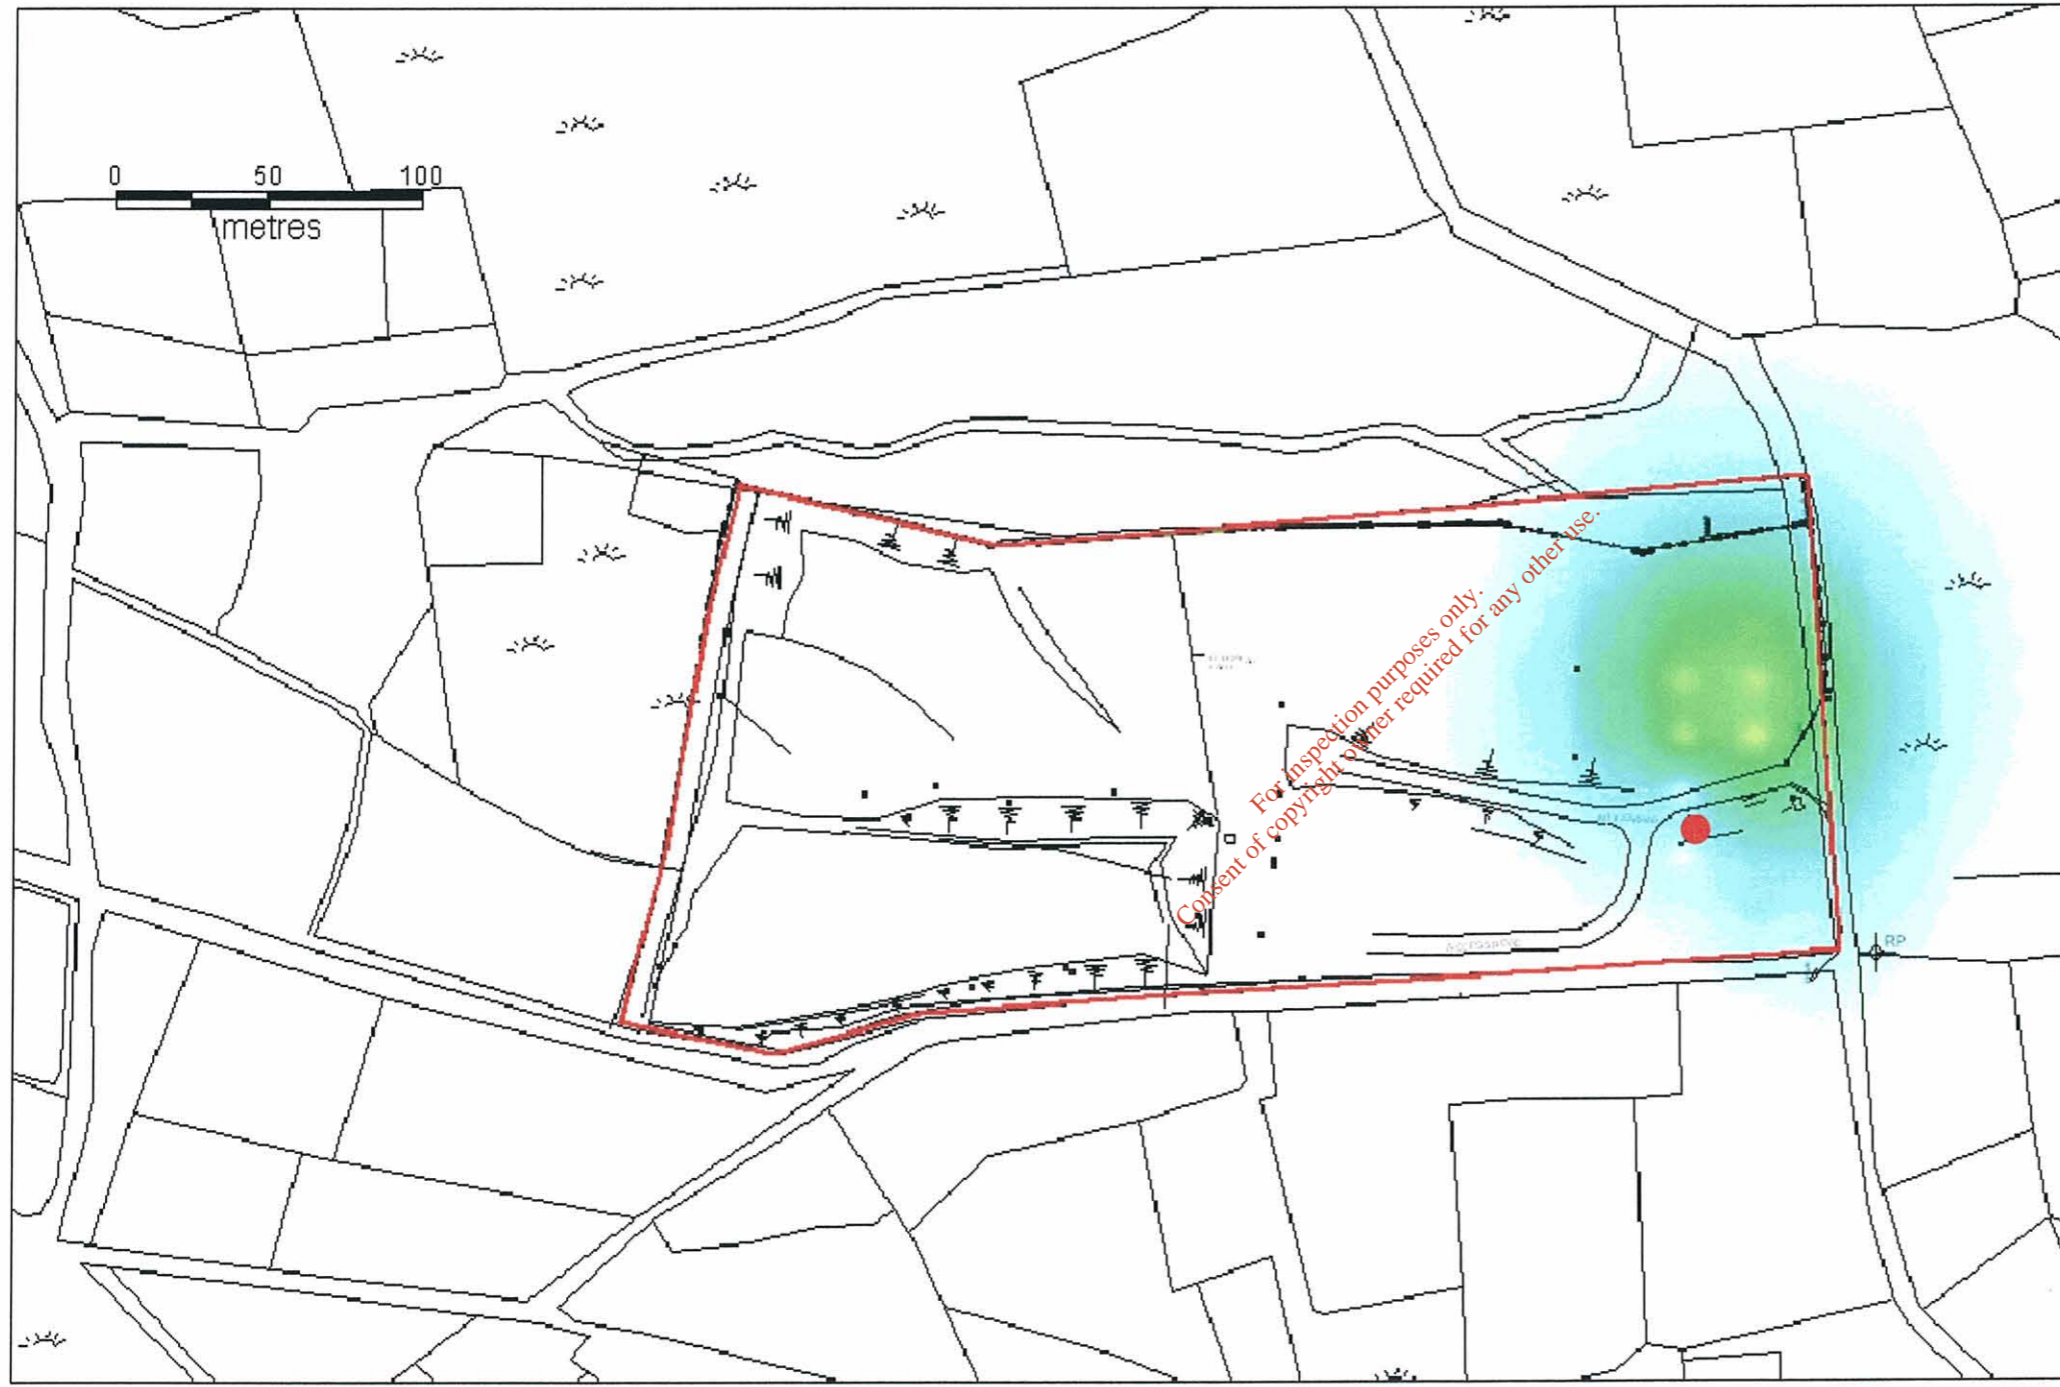 0 50 100
metres
For inspection purposes only.
Consent of copyright owner required for any other use.
RP